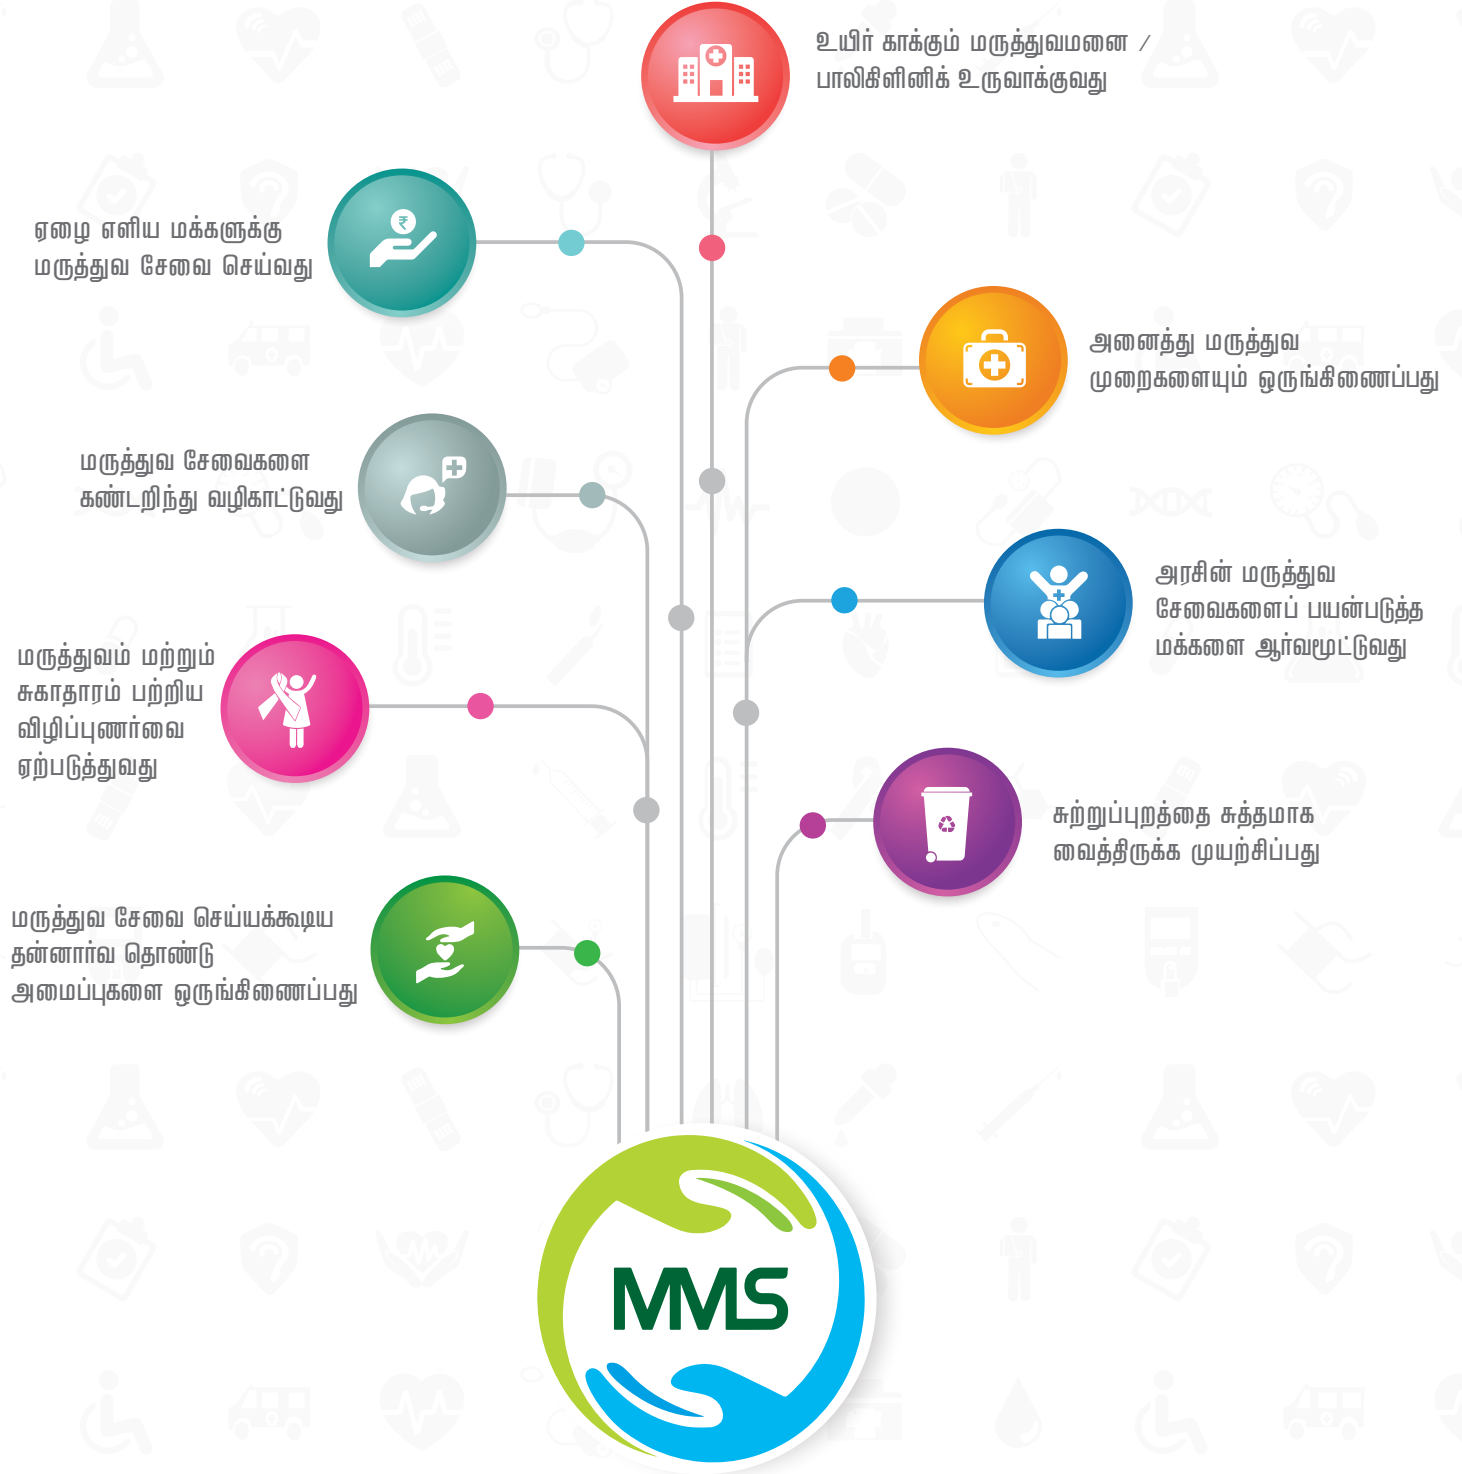 உயிர் காக்கும் மருத்துவமனை /
பாலிகிளினிக் உருவாக்குவது
ஏழை எளிய மக்களுக்கு
மருத்துவ சேவை செய்வது
அனைத்து மருத்துவ
முறைகளையும் ஒருங்கிணைப்பது
மருத்துவ சேவைகளை
கண்டறிந்து வழிகாட்டுவது
அரசின் மருத்துவ
சேவைகளைப் பயன்படுத்த
மக்களை ஆர்வமூட்டுவது
மருத்துவம் மற்றும்
சுகாதாரம் பற்றிய
விழிப்புணர்வை
ஏற்படுத்துவது
சுற்றுப்புறத்தை சுத்தமாக
வைத்திருக்க முயற்சிப்பது
மருத்துவ சேவை செய்யக்கூடிய
தன்னார்வ தொண்டு
அமைப்புகளை ஒருங்கிணைப்பது
MMS